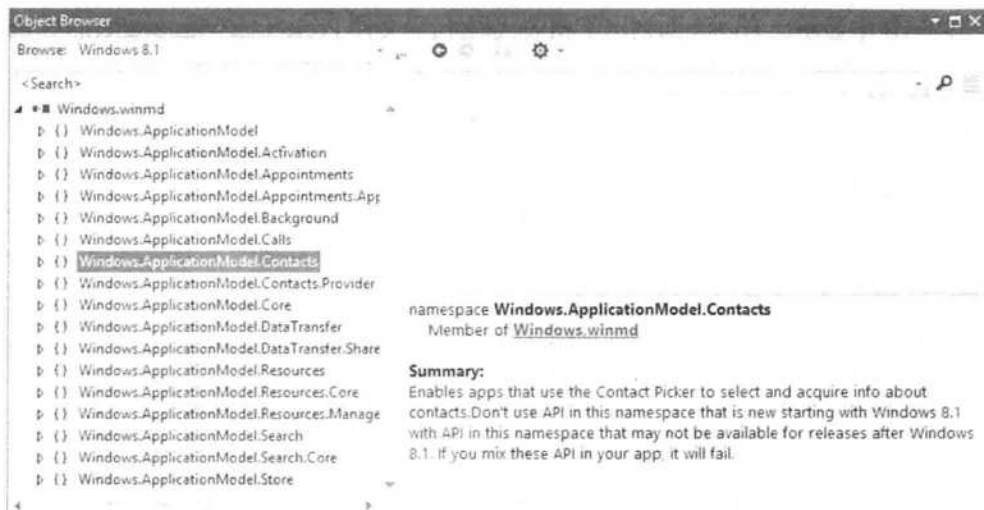 Object Browser
Browse: Windows 8.1
<Search>
Windows.winmd
{ } Windows.ApplicationModel
{ } Windows.ApplicationModel.Activation
{ } Windows.ApplicationModel.Appointments
{ } Windows.ApplicationModel.Appointments.App
{ } Windows.ApplicationModel.Background
{ } Windows.ApplicationModel.Calls
{ } Windows.ApplicationModel.Contacts
{ } Windows.ApplicationModel.Contacts.Provider
{ } Windows.ApplicationModel.Core
{ } Windows.ApplicationModel.DataTransfer
{ } Windows.ApplicationModel.DataTransfer.Share
{ } Windows.ApplicationModel.Resources
{ } Windows.ApplicationModel.Resources.Core
{ } Windows.ApplicationModel.Resources.Manage
{ } Windows.ApplicationModel.Search
{ } Windows.ApplicationModel.Search.Core
{ } Windows.ApplicationModel.Store
namespace Windows.ApplicationModel.Contacts
Member of Windows.winmd
Summary:
Enables apps that use the Contact Picker to select and acquire info about
contacts.Don't use API in this namespace that is new starting with Windows 8.1
with API in this namespace that may not be available for releases after Windows
8.1. If you mix these API in your app, it will fail.